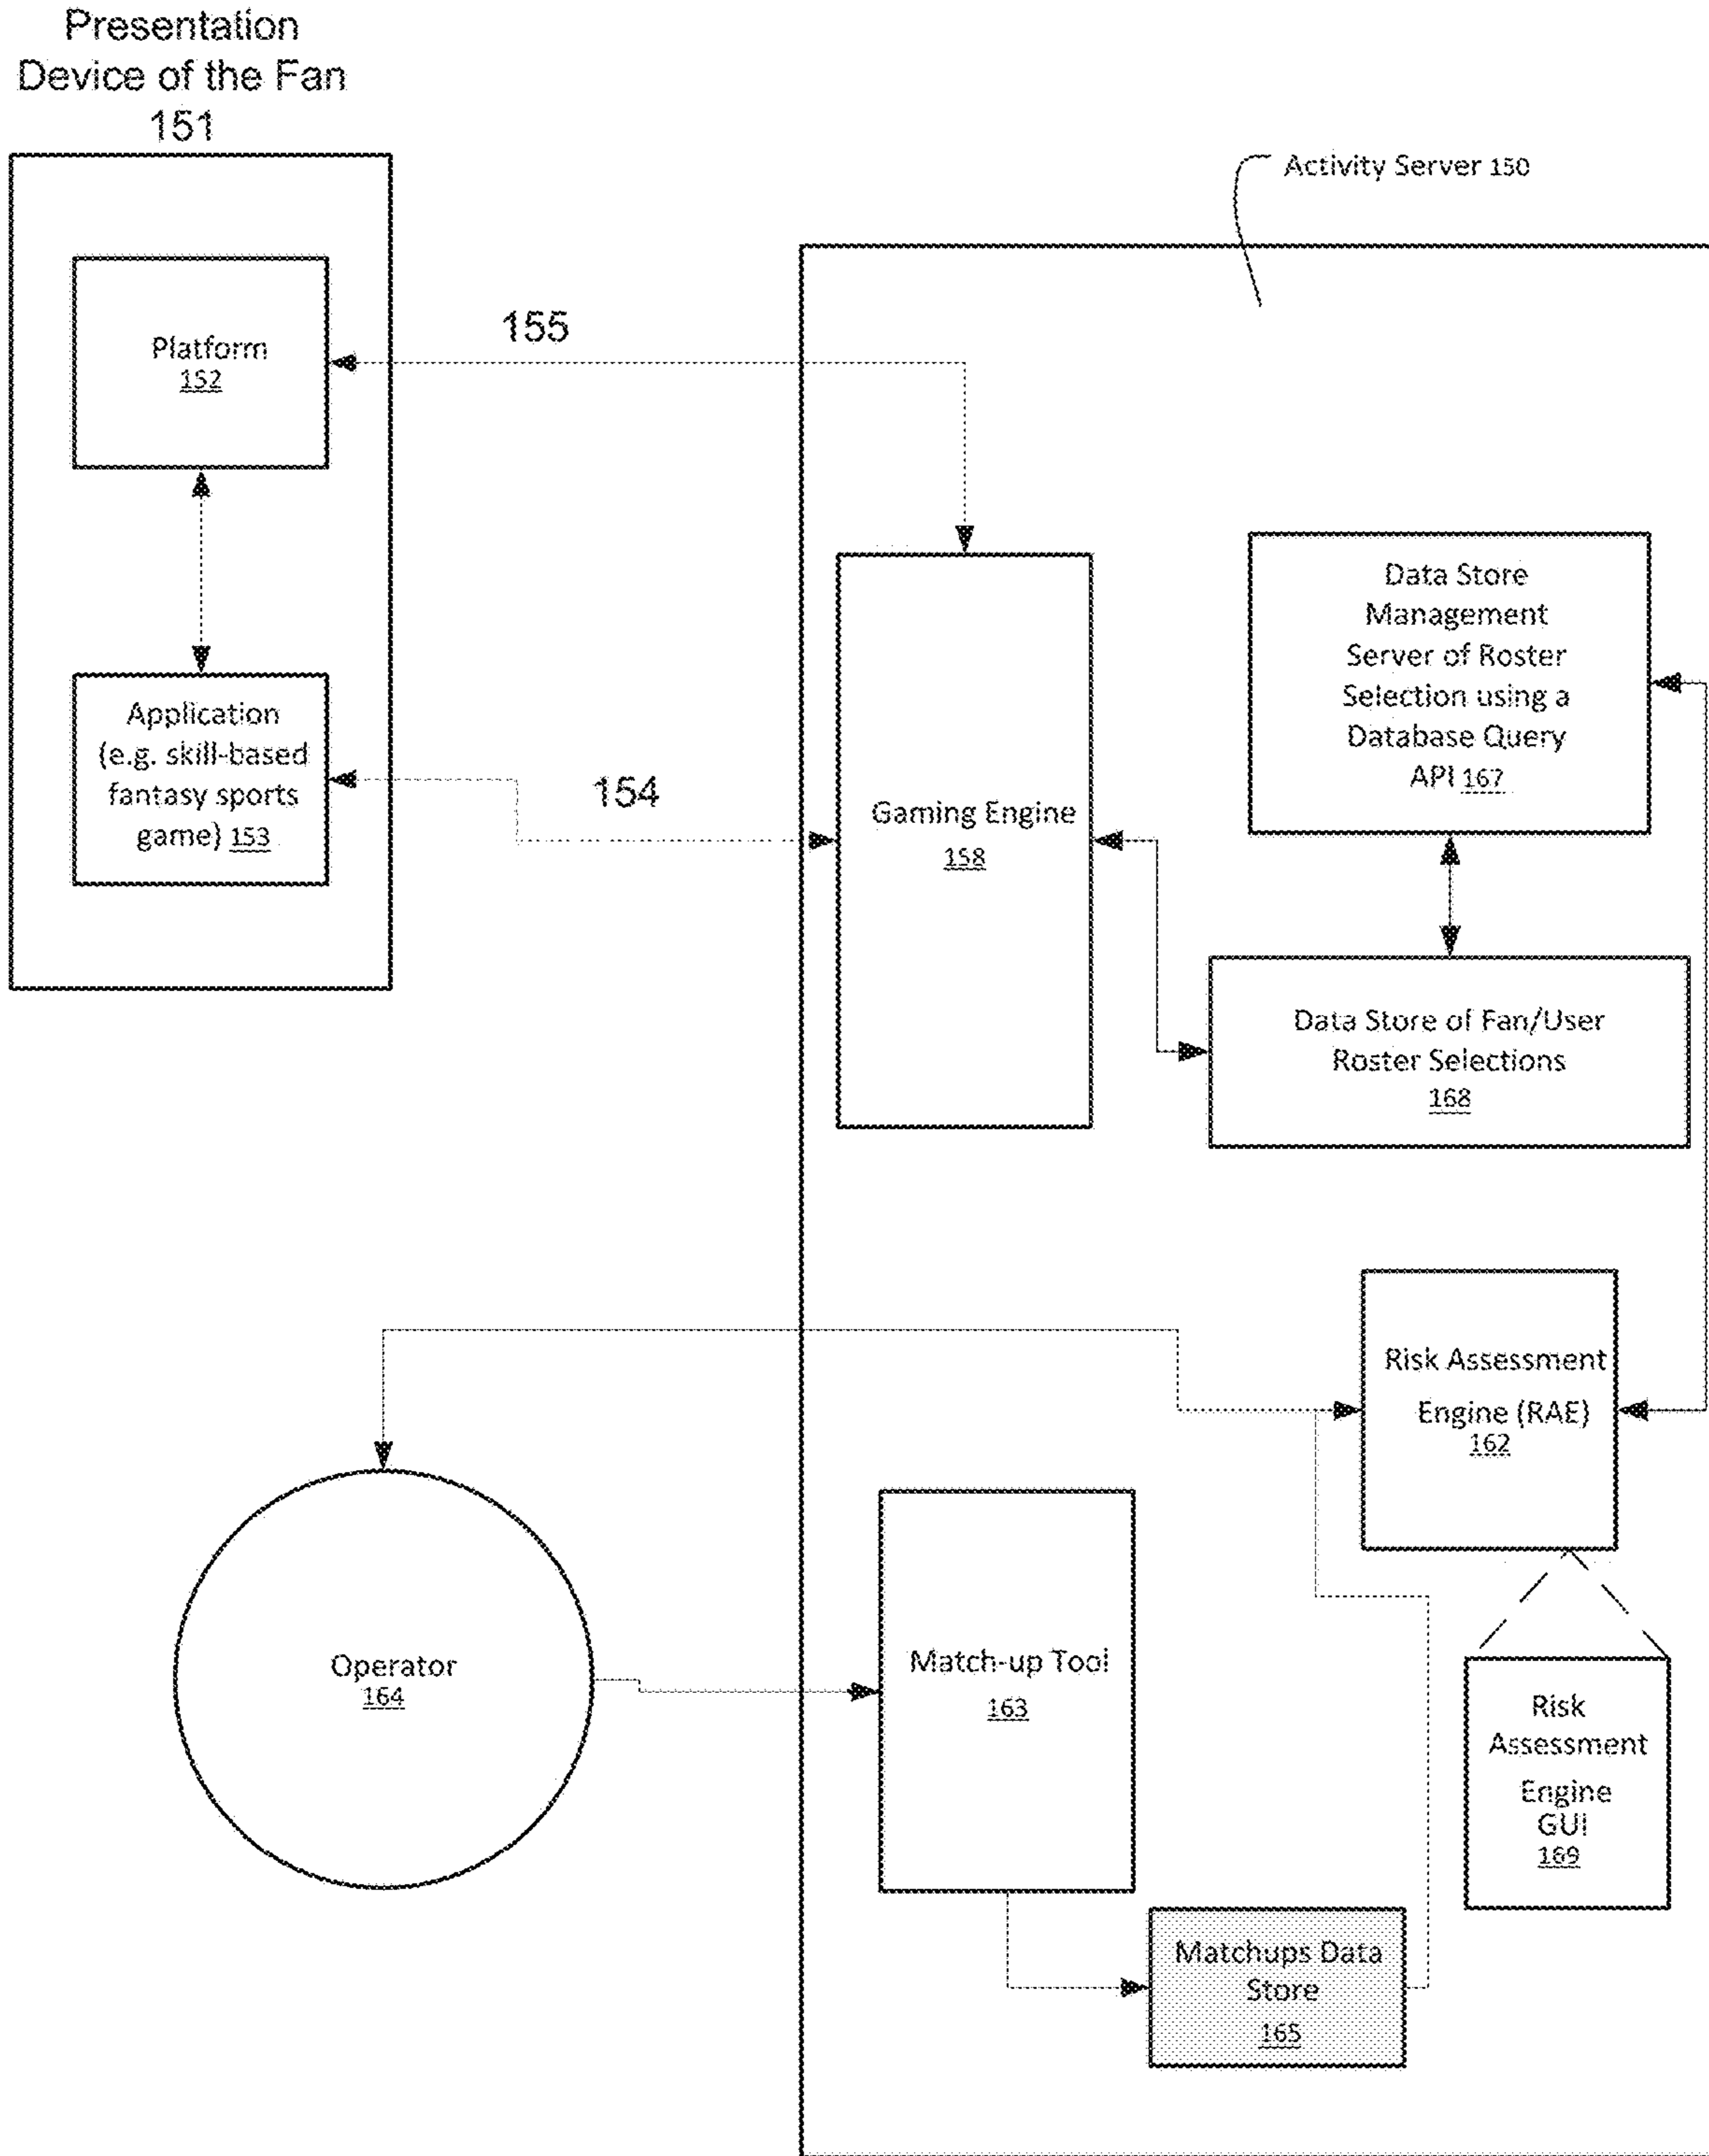 Presentation
Device of the Fan
151
Activity Server 150
Platform
152
155
Application
(e.g. skill-based
fantasy sports
game) 153
154
Gaming Engine
158
Data Store
Management
Server of Roster
Selection using a
Database Query
API 167
Data Store of Fan/User
Roster Selections
168
Risk Assessment
Engine (RAE)
162
Operator
164
Match-up Tool
163
Risk
Assessment
Engine
GUI
169
Matchups Data
Store
165